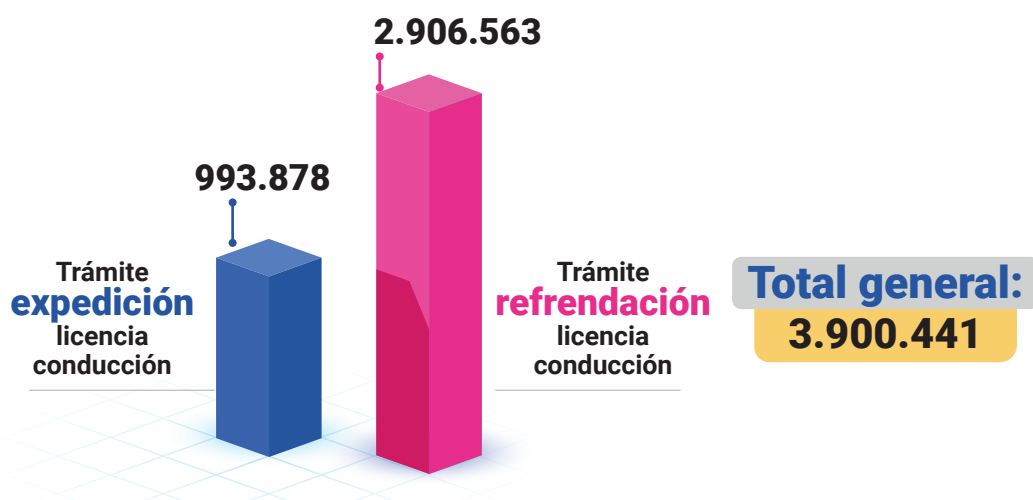 2.906.563
993.878
Trámite
expedición
licencia
conducción
Trámite
refrendación
licencia
conducción
Total general:
3.900.441